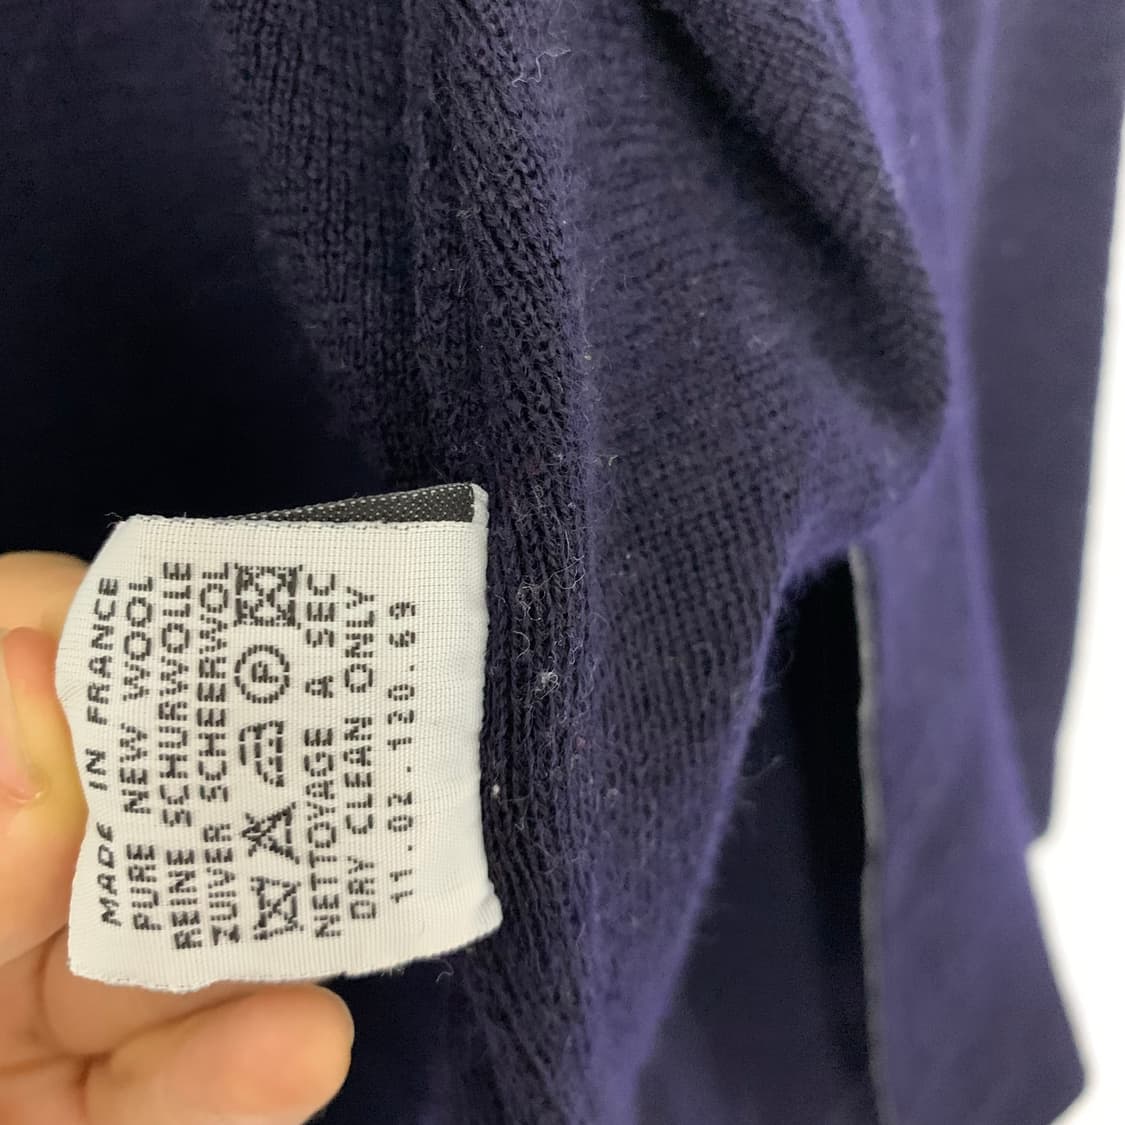 MADE IN FRANCE
PURE NEW WOOL
REINE SCHURWOLLE
ZUIVER SCHEERWOL
P
NETTOYAGE A SEC
DRY CLEAN ONLY
11.02-120.69